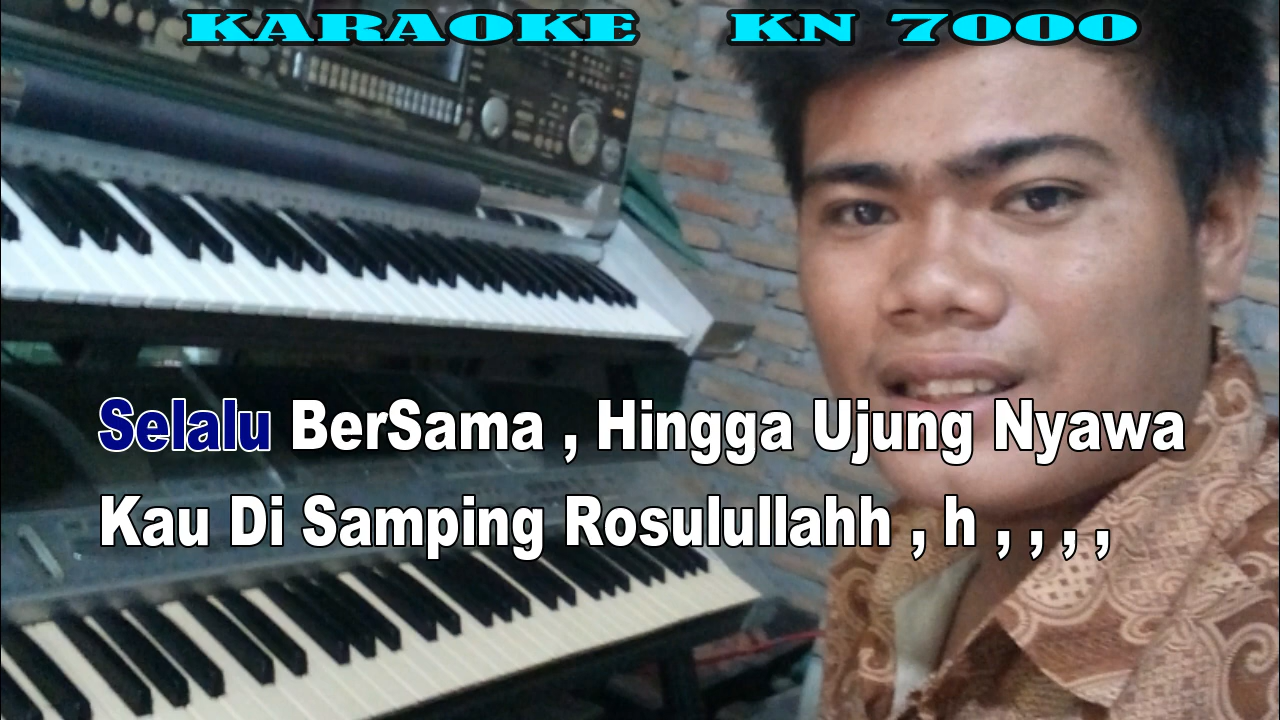 KARAOKE KN 7000
Selalu BerSama , Hingga Ujung Nyawa
Kau Di Samping Rosulullahh , h , , , ,